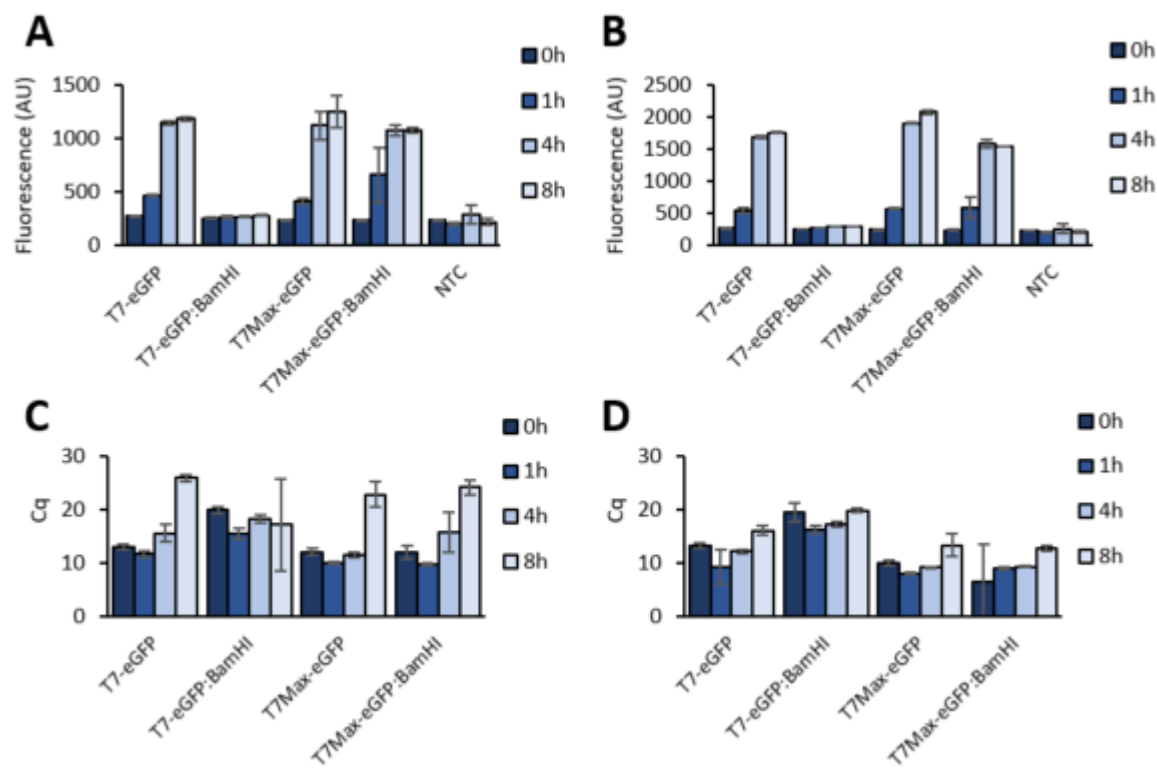 A
Fluorescence (AU)
1500
1000
500
0
T7-eGFP
T7-eGFP:BamHI
T7Max-eGFP
T7Max-eGFP:BamHI
NTC
0h
1h
4h
8h
B
Fluorescence (AU)
2500
2000
1500
1000
500
0
T7-eGFP
T7-eGFP:BamHI
T7Max-eGFP
T7Max-eGFP:BamHI
NTC
0h
1h
4h
8h
C
Cq
30
20
10
0
T7-eGFP
T7-eGFP:BamHI
T7Max-eGFP
T7Max-eGFP:BamHI
0h
1h
4h
8h
D
Cq
30
20
10
0
T7-eGFP
T7-eGFP:BamHI
T7Max-eGFP
T7Max-eGFP:BamHI
0h
1h
4h
8h